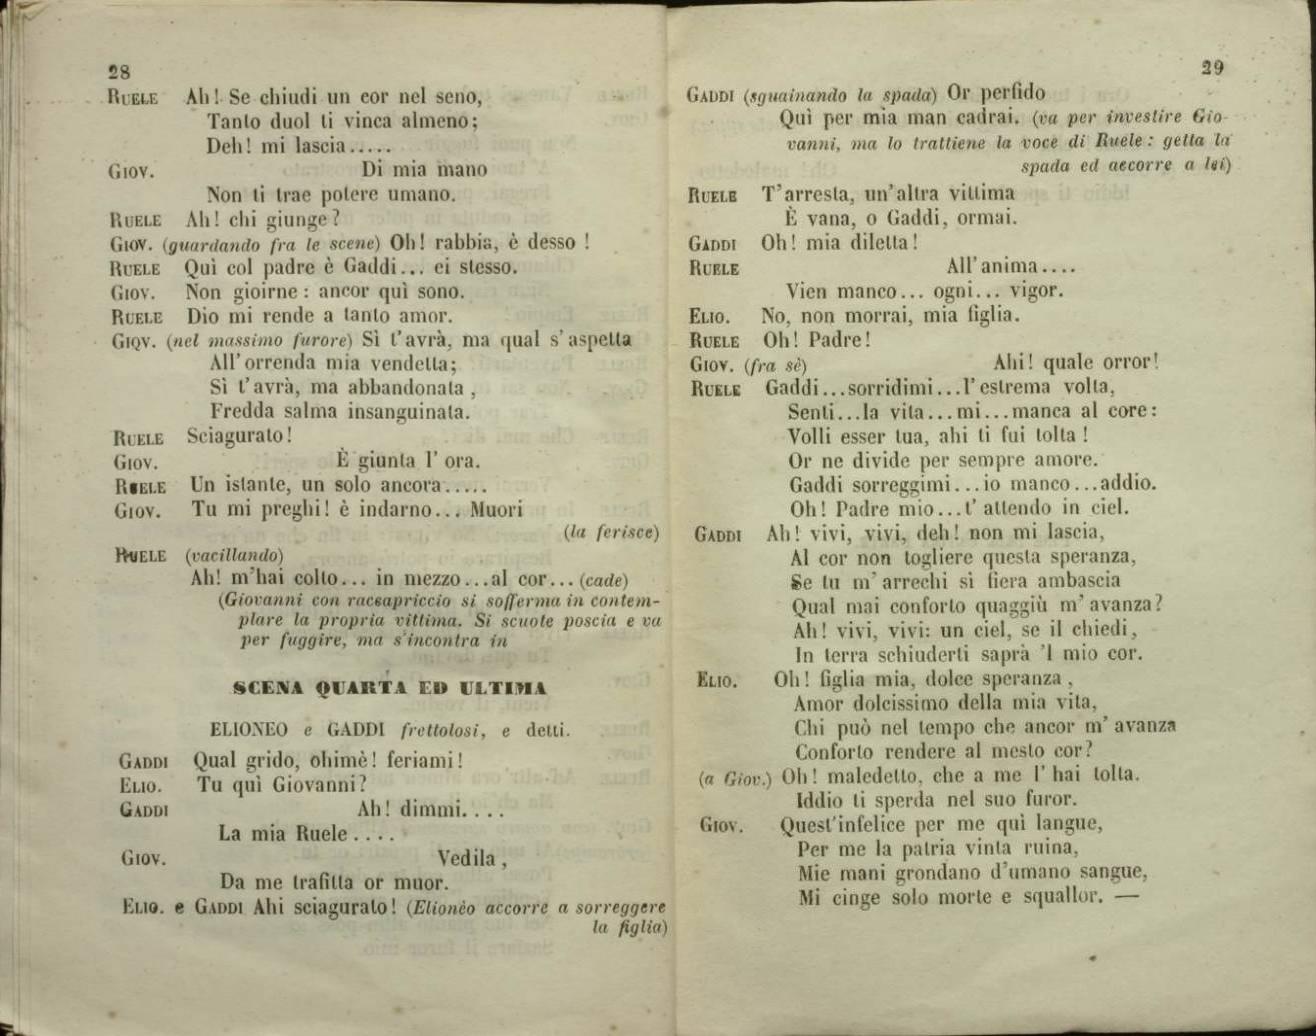 28
RUELE Ah! Se chiudi un cor nel seno,
Tanto duol ti vinca almeno;
Deh! mi lascia.....
GIOV. Di mia mano
Non ti trae potere umano.
RUELE Ah! chi giunge?
GIOV. (guardando fra le scene) Oh! rabbia, è desso!
RUELE Quì col padre è Gaddi... ei stesso.
GIOV. Non gioirne: ancor quì sono.
RUELE Dio mi rende a tanto amor.
GIOV. (nel massimo furore) Sì t'avrà, ma qual s'aspetta
All'orrenda mia vendetta;
Sì t'avrà, ma abbandonata,
Fredda salma insanguinata.
RUELE Sciagurato!
GIOV. È giunta l'ora.
RUELE Un istante, un solo ancora.....
GIOV. Tu mi preghi! è indarno... Muori
(la ferisce)
RUELE (vacillando)
Ah! m'hai colto... in mezzo...al cor... (cade)
(Giovanni con raccapriccio si sofferma in contem-
plare la propria vittima. Si scuote poscia e va
per fuggire, ma s'incontra in
SCENA QUARTA ED ULTIMA
ELIONEO e GADDI frettolosi, e detti.
GADDI Qual grido, ohimè! feriami!
ELIO. Tu quì Giovanni?
GADDI Ah! dimmi....
La mia Ruele....
GIOV. Vedila,
Da me trafitta or muor.
ELIO. e GADDI Ahi sciagurato! (Elionèo accorre a sorreggere
la figlia)
29
GADDI (sguainando la spada) Or perfido
Quì per mia man cadrai. (va per investire Gio-
vanni, ma lo trattiene la voce di Ruele: getta la
spada ed accorre a lei)
RUELE T'arresta, un'altra vittima
È vana, o Gaddi, ormai.
GADDI Oh! mia diletta!
RUELE All'anima....
Vien manco... ogni... vigor.
ELIO. No, non morrai, mia figlia.
RUELE Oh! Padre!
GIOV. (fra sè) Ahi! quale orror!
RUELE Gaddi...sorridimi...l'estrema volta,
Senti...la vita...mi...manca al core:
Volli esser tua, ahi ti fui tolta!
Or ne divide per sempre amore.
Gaddi sorreggimi...io manco...addio.
Oh! Padre mio...t'attendo in ciel.
GADDI Ah! vivi, vivi, deh! non mi lascia,
Al cor non togliere questa speranza,
Se tu m'arrechi sì fiera ambascia
Qual mai conforto quaggiù m'avanza?
Ah! vivi, vivi: un ciel, se il chiedi,
In terra schiuderti saprà 'l mio cor.
ELIO. Oh! figlia mia, dolce speranza,
Amor dolcissimo della mia vita,
Chi può nel tempo che ancor m'avanza
Conforto rendere al mesto cor?
(a Giov.) Oh! maledetto, che a me l'hai tolta.
Iddio ti sperda nel suo furor.
GIOV. Quest'infelice per me quì langue,
Per me la patria vinta ruina,
Mie mani grondano d'umano sangue,
Mi cinge solo morte e squallor. —